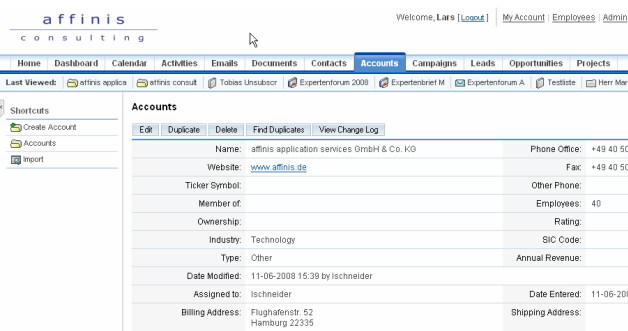 affinis
consulting
Welcome, Lars [ Logout ] My Account Employees Admin
Home Dashboard Calendar Activities Emails Documents Contacts Accounts Campaigns Leads Opportunities Projects
Last Viewed: affinis applica affinis consult Tobias Unsubscr Expertenforum 2008 Expertenbrief M Expertenforum A Testliste Herr Mar
Shortcuts
Create Account
Accounts
Import
Accounts
Edit Duplicate Delete Find Duplicates View Change Log
Name: affinis application services GmbH & Co. KG Phone Office: +49 40 50
Website: www.affinis.de Fax: +49 40 50
Ticker Symbol: Other Phone:
Member of: Employees: 40
Ownership: Rating:
Industry: Technology SIC Code:
Type: Other Annual Revenue:
Date Modified: 11-06-2008 15:39 by lschneider
Assigned to: lschneider Date Entered: 11-06-200
Billing Address: Flughafenstr. 52 Shipping Address:
Hamburg 22335